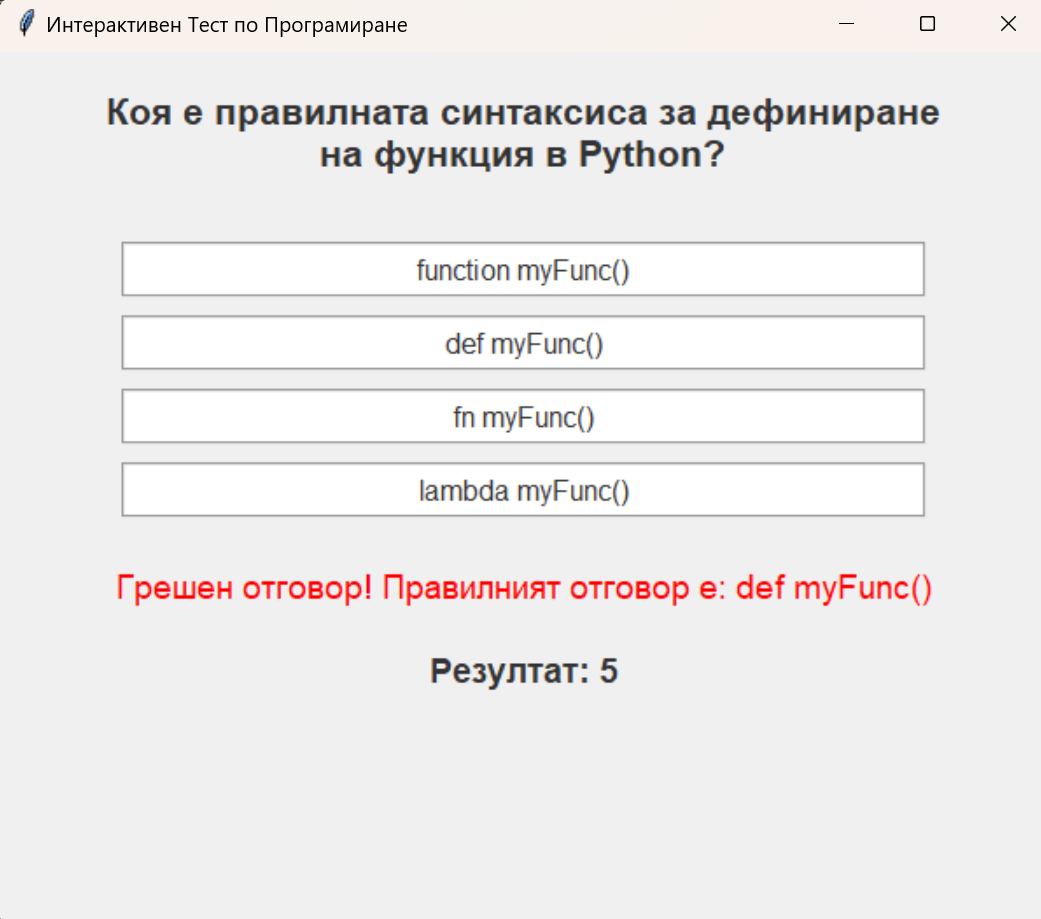 Интерактивен Тест по Програмиране
Коя е правилната синтаксиса за дефиниране
на функция в Python?
function myFunc()
def myFunc()
fn myFunc()
lambda myFunc()
Грешен отговор! Правилният отговор е: def myFunc()
Резултат: 5